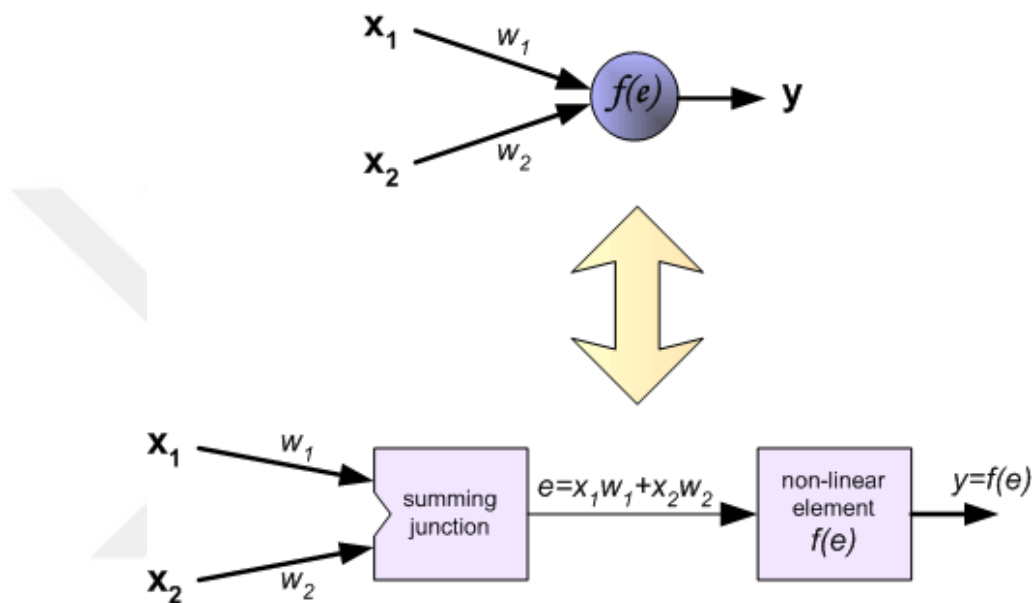 x₁
w₁
f(e)
y
w₂
x₂
x₁
w₁
summing
junction
e=x₁w₁+x₂w₂
non-linear
element
f(e)
y=f(e)
x₂
w₂